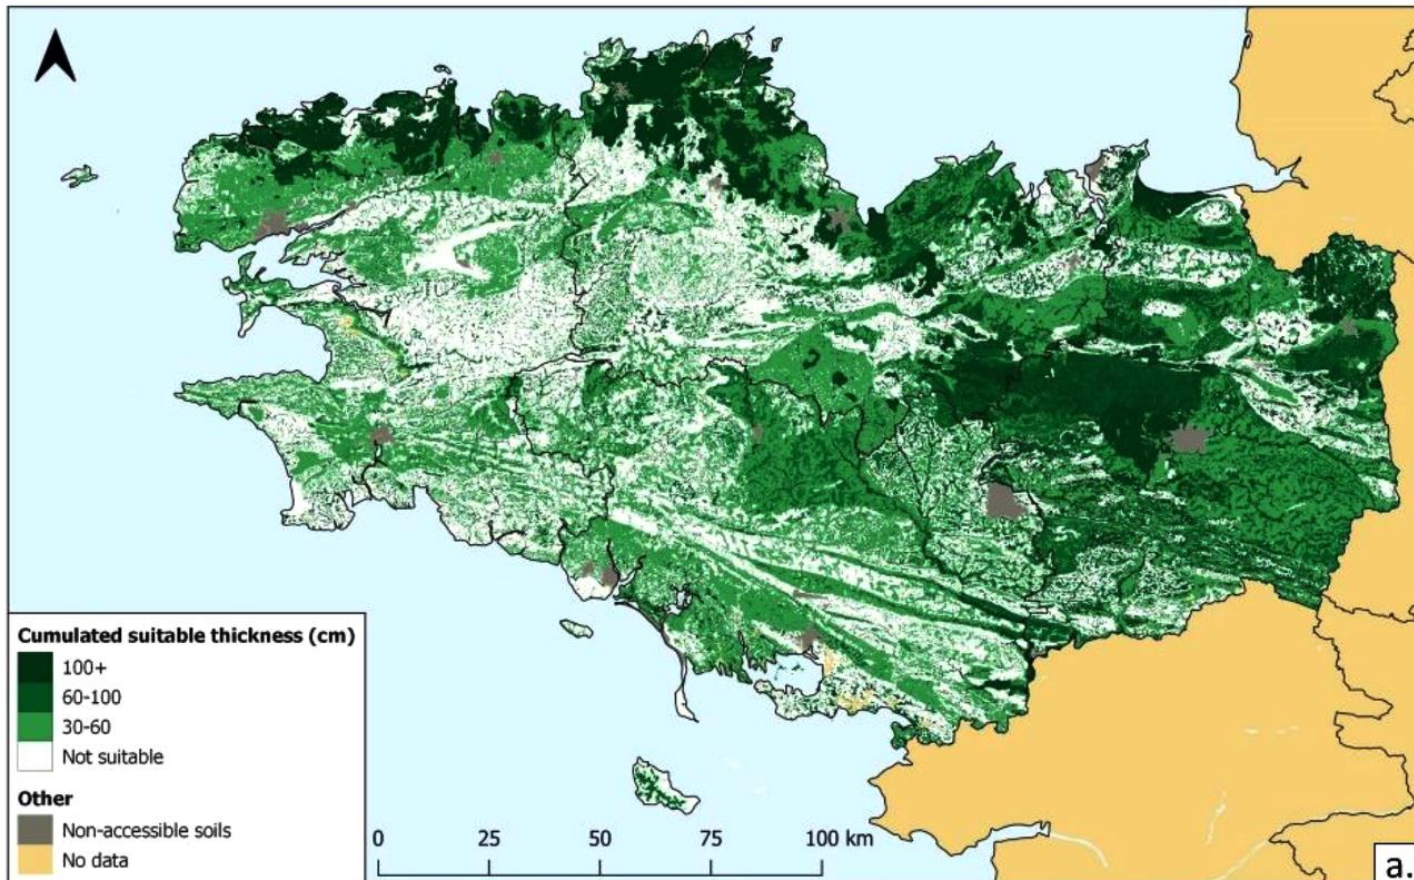 Cumulated suitable thickness (cm)
100+
60-100
30-60
Not suitable
Other
Non-accessible soils
No data
0 25 50 75 100 km
a.